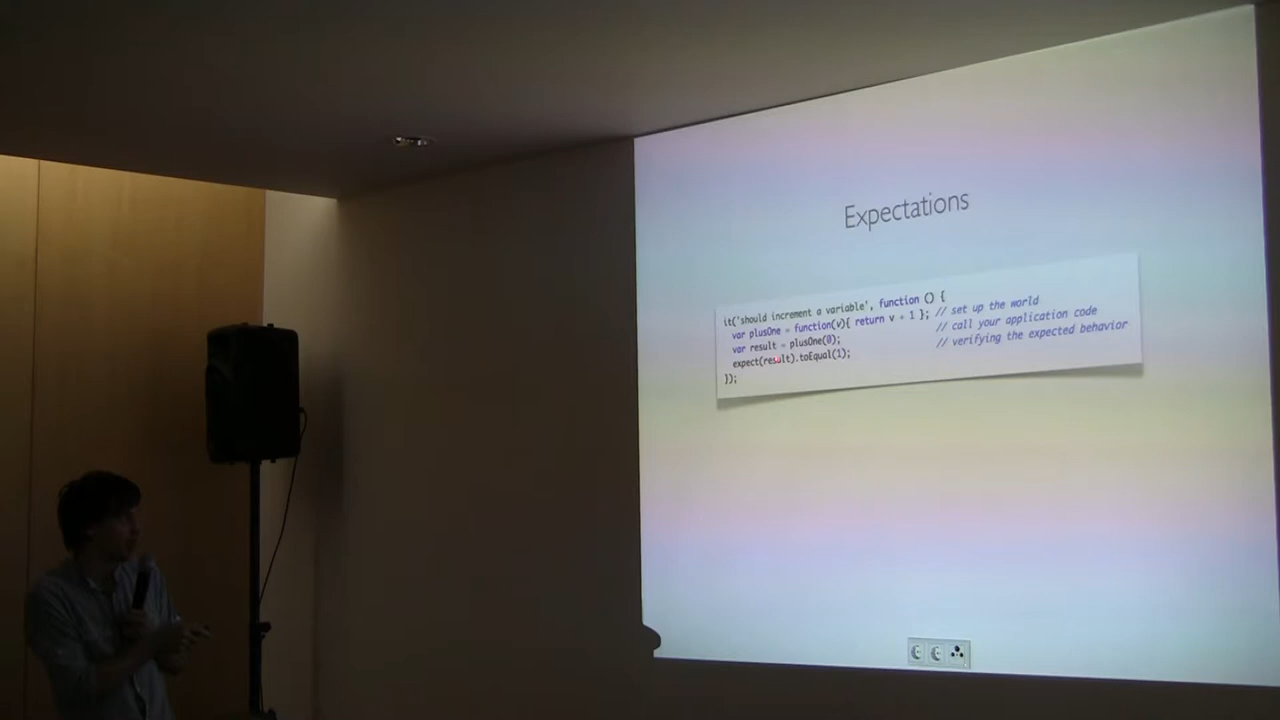 Expectations
it('should increment a variable', function () {
var plusOne = function(v){ return v + 1 }; // set up the world
var result = plusOne(0); // call your application code
expect(result).toEqual(1); // verifying the expected behavior
});